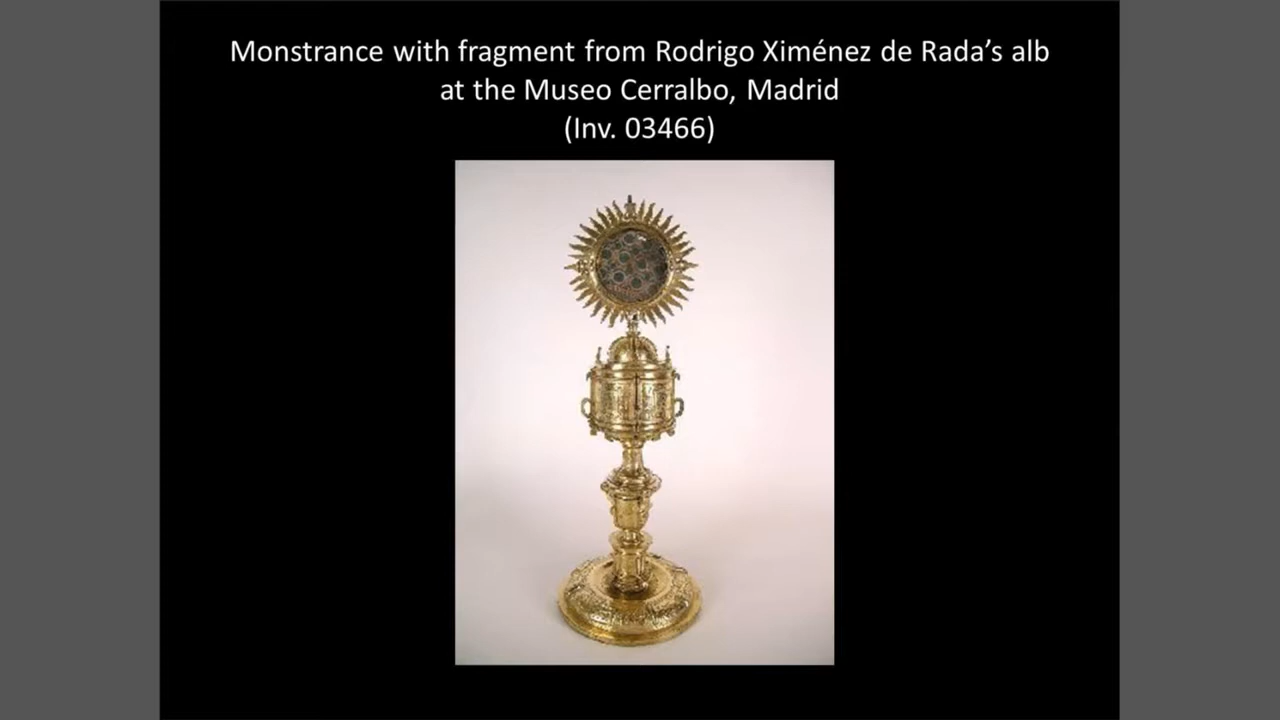 Monstrance with fragment from Rodrigo Ximénez de Rada’s alb
at the Museo Cerralbo, Madrid
(Inv. 03466)